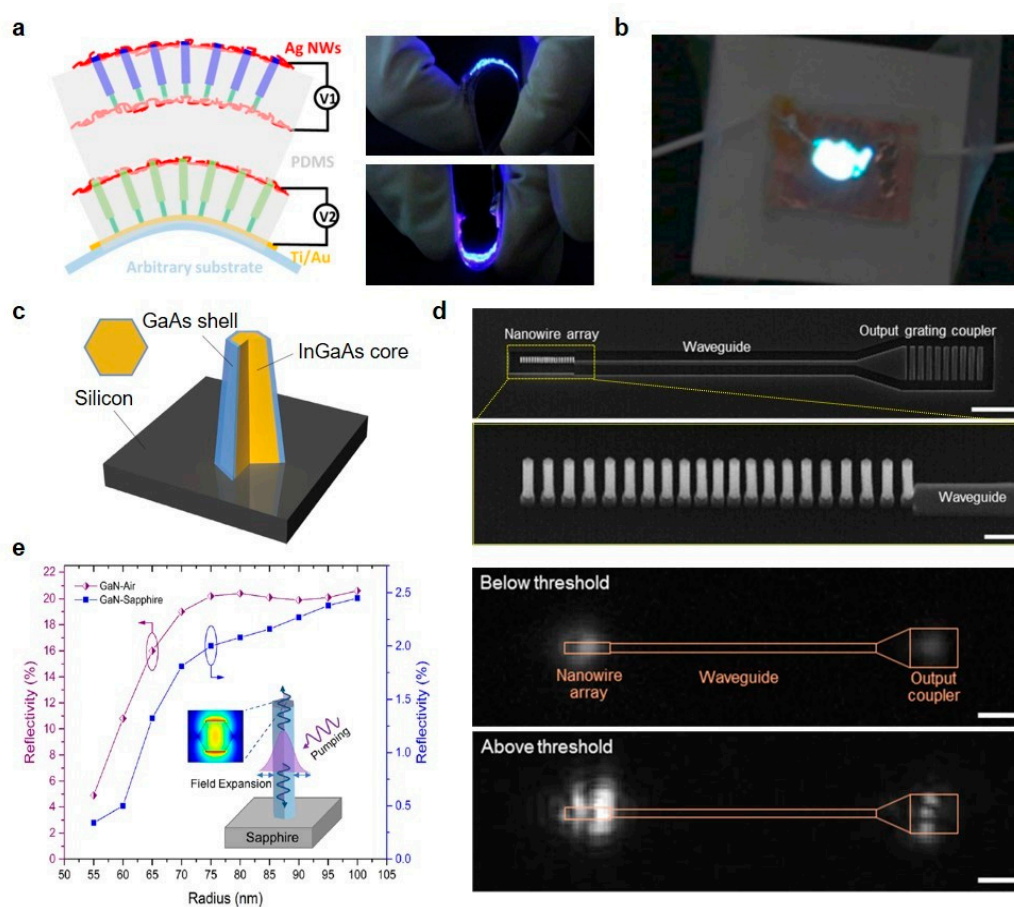 a
Ag NWs
V1
PDMS
V2
Ti/Au
Arbitrary substrate
b
c
GaAs shell
InGaAs core
Silicon
d
Nanowire array
Waveguide
Output grating coupler
Waveguide
Below threshold
Nanowire
array
Waveguide
Output
coupler
Above threshold
e
GaN-Air
GaN-Sapphire
Reflectivity (%)
22
20
18
16
14
12
10
8
6
4
2
0
2.5
2.0
1.5
1.0
0.5
0.0
Reflectivity (%)
Pumping
Field Expansion
Sapphire
50 55 60 65 70 75 80 85 90 95 100 105
Radius (nm)